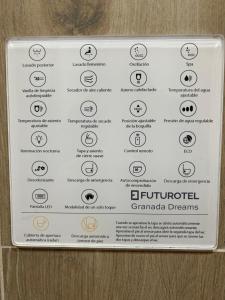 Lavado posterior
Lavado femenino
Oscilación
Spa
Varilla de limpieza
autolimpiable
Secador de aire caliente
Asiento calefactado
Temperatura del agua
ajustable
Temperatura de asiento
ajustable
Temperatura de secado
regulable
Posición ajustable
de la boquilla
Presión de agua regulable
Iluminación nocturna
Tapa y asiento
de cierre suave
Control remoto
ECO
Desodorizante
Descarga de emergencia
Autocomprobación
de encendido
Descarga de emergencia
Pantalla LED
Modalidad de un sólo toque
FUTUROTEL
Granada Dreams
Cubierta de apertura
automática (radar)
Descarga automática
(sensor de pie)